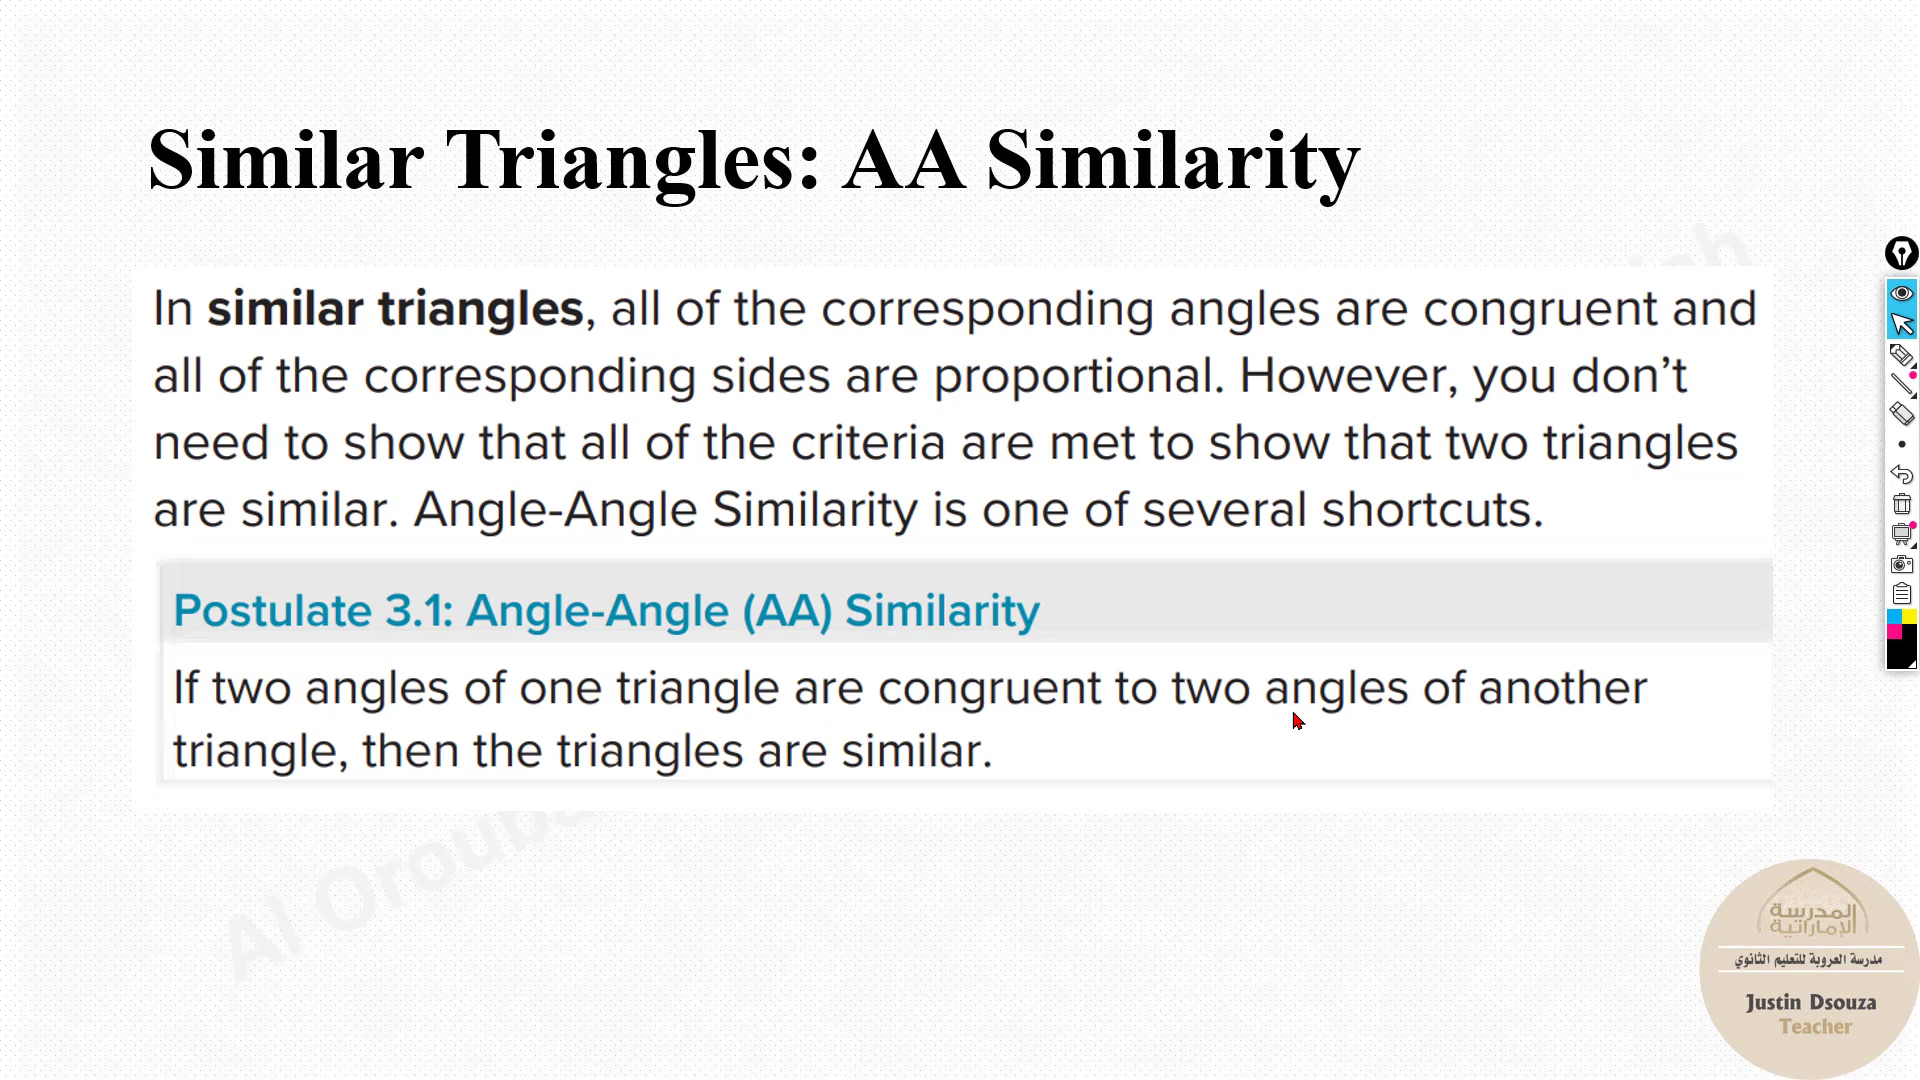 Similar Triangles: AA Similarity
In similar triangles, all of the corresponding angles are congruent and
all of the corresponding sides are proportional. However, you don’t
need to show that all of the criteria are met to show that two triangles
are similar. Angle-Angle Similarity is one of several shortcuts.
Postulate 3.1: Angle-Angle (AA) Similarity
If two angles of one triangle are congruent to two angles of another
triangle, then the triangles are similar.
Al Orouba
المدرسة
الإماراتية
مدرسة العروبة للتعليم الثانوي
Justin Dsouza
Teacher